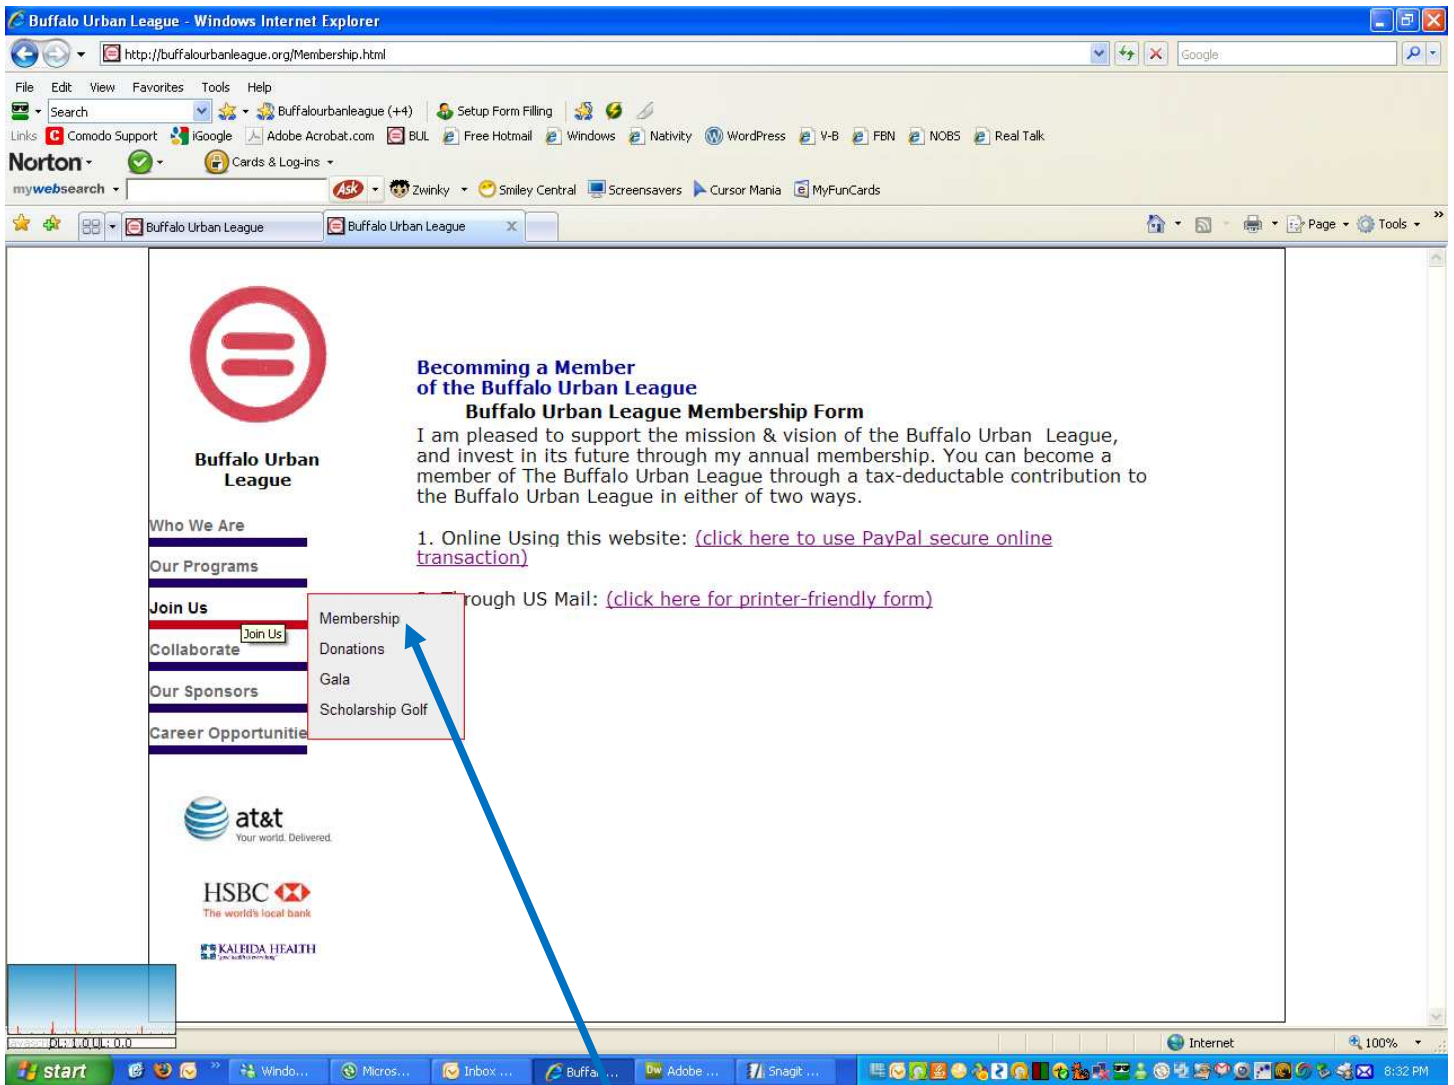 Buffalo Urban League - Windows Internet Explorer
http://buffalourbanleague.org/Membership.html
Google
File Edit View Favorites Tools Help
Search Buffalourbanleague (+4) Setup Form Filling
Links Comodo Support iGoogle Adobe Acrobat.com BUL Free Hotmail Windows Nativity WordPress V-B FBN NOBS Real Talk
Norton Cards & Log-ins
mywebsearch Ask Zwinky Smiley Central Screensavers Cursor Mania MyFunCards
Buffalo Urban League Buffalo Urban League X Page Tools
Becomming a Member
of the Buffalo Urban League
Buffalo Urban League Membership Form
I am pleased to support the mission & vision of the Buffalo Urban League,
and invest in its future through my annual membership. You can become a
member of The Buffalo Urban League through a tax-deductable contribution to
the Buffalo Urban League in either of two ways.
1. Online Using this website: (click here to use PayPal secure online
transaction)
rough US Mail: (click here for printer-friendly form)
Buffalo Urban
League
Who We Are
Our Programs
Join Us
Join Us
Collaborate
Our Sponsors
Career Opportunitie
Membership
Donations
Gala
Scholarship Golf
at&t
Your world. Delivered.
HSBC
The world's local bank
KALEIDA HEALTH
DL: 1.0 UL: 0.0
Internet 100%
start Windo... Micros... Inbox ... Buffal ... Dw Adobe ... Snagit ... 8:32 PM